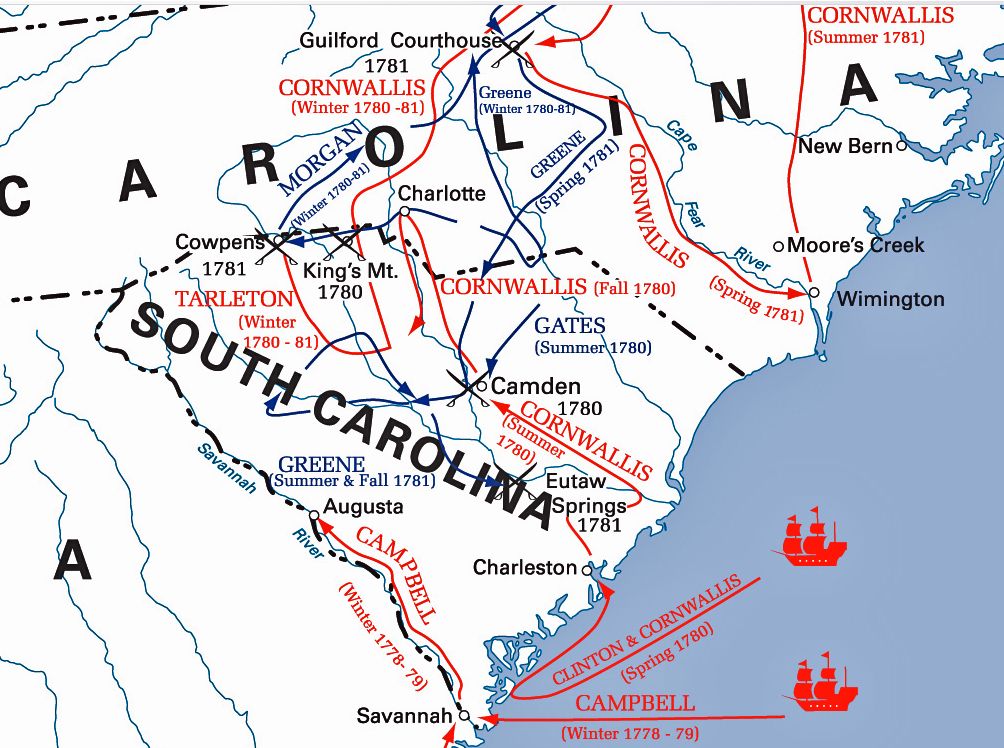 CORNWALLIS
(Summer 1781)
Guilford Courthouse
1781
CORNWALLIS
(Winter 1780 -81)
Greene
(Winter 1780-81)
C A R O L I N A
MORGAN
(Winter 1780-81)
GREENE
(Spring 1781)
Cape
Fear
River
New Bern
Charlotte
CORNWALLIS
(Spring 1781)
Cowpens
1781
King's Mt.
1780
Moore's Creek
Wimington
TARLETON
(Winter
1780 - 81)
CORNWALLIS (Fall 1780)
GATES
(Summer 1780)
SOUTH CAROLINA
Camden
1780
CORNWALLIS
(Summer
1780)
Savannah
River
GREENE
(Summer & Fall 1781)
Eutaw
Springs
1781
Augusta
A
CAMPBELL
(Winter 1778- 79)
Charleston
CLINTON & CORNWALLIS
(Spring 1780)
Savannah
CAMPBELL
(Winter 1778 - 79)